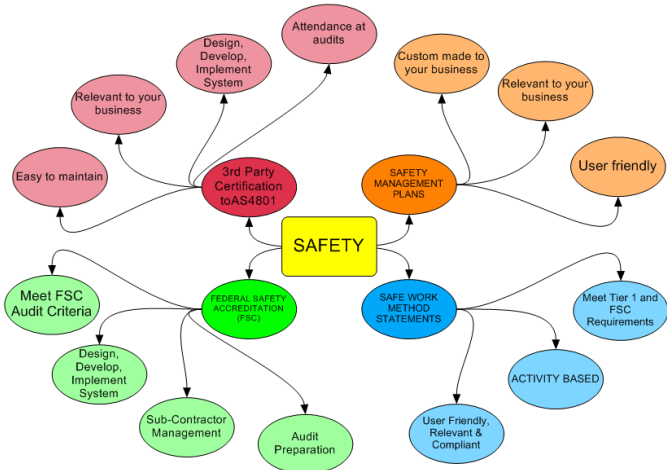 Attendance at
audits
Design,
Develop,
Implement
System
Custom made to
your business
Relevant to your
business
Relevant to your
business
Easy to maintain
3rd Party
Certification
toAS4801
SAFETY
MANAGEMENT
PLANS
User friendly
SAFETY
Meet FSC
Audit Criteria
FEDERAL SAFETY
ACCREDITATION
(FSC)
SAFE WORK
METHOD
STATEMENTS
Meet Tier 1 and
FSC
Requirements
Design,
Develop,
Implement
System
ACTIVITY BASED
Sub-Contractor
Management
Audit
Preparation
User Friendly,
Relevant &
Compliant